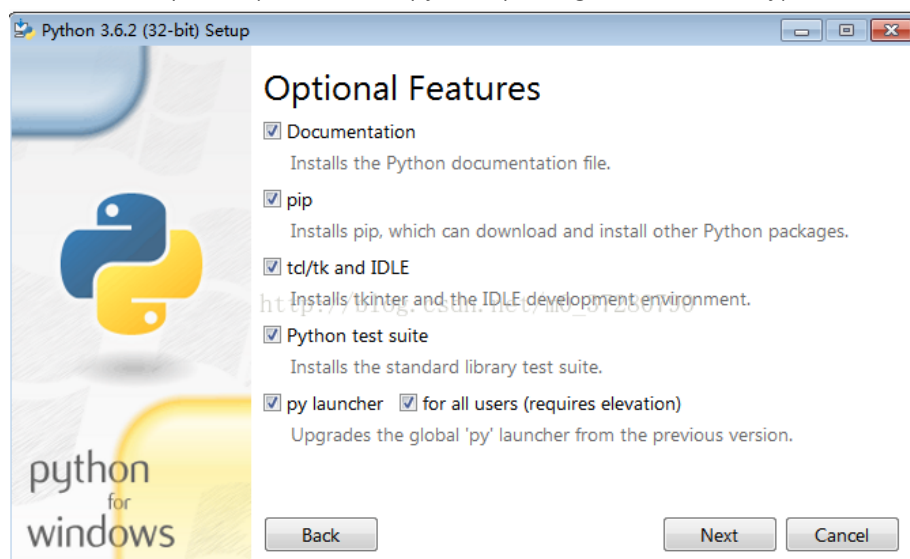 Python 3.6.2 (32-bit) Setup
Optional Features
Documentation
Installs the Python documentation file.
pip
Installs pip, which can download and install other Python packages.
tcl/tk and IDLE
Installs tkinter and the IDLE development environment.
Python test suite
Installs the standard library test suite.
py launcher for all users (requires elevation)
Upgrades the global 'py' launcher from the previous version.
python
for
windows
Back Next Cancel